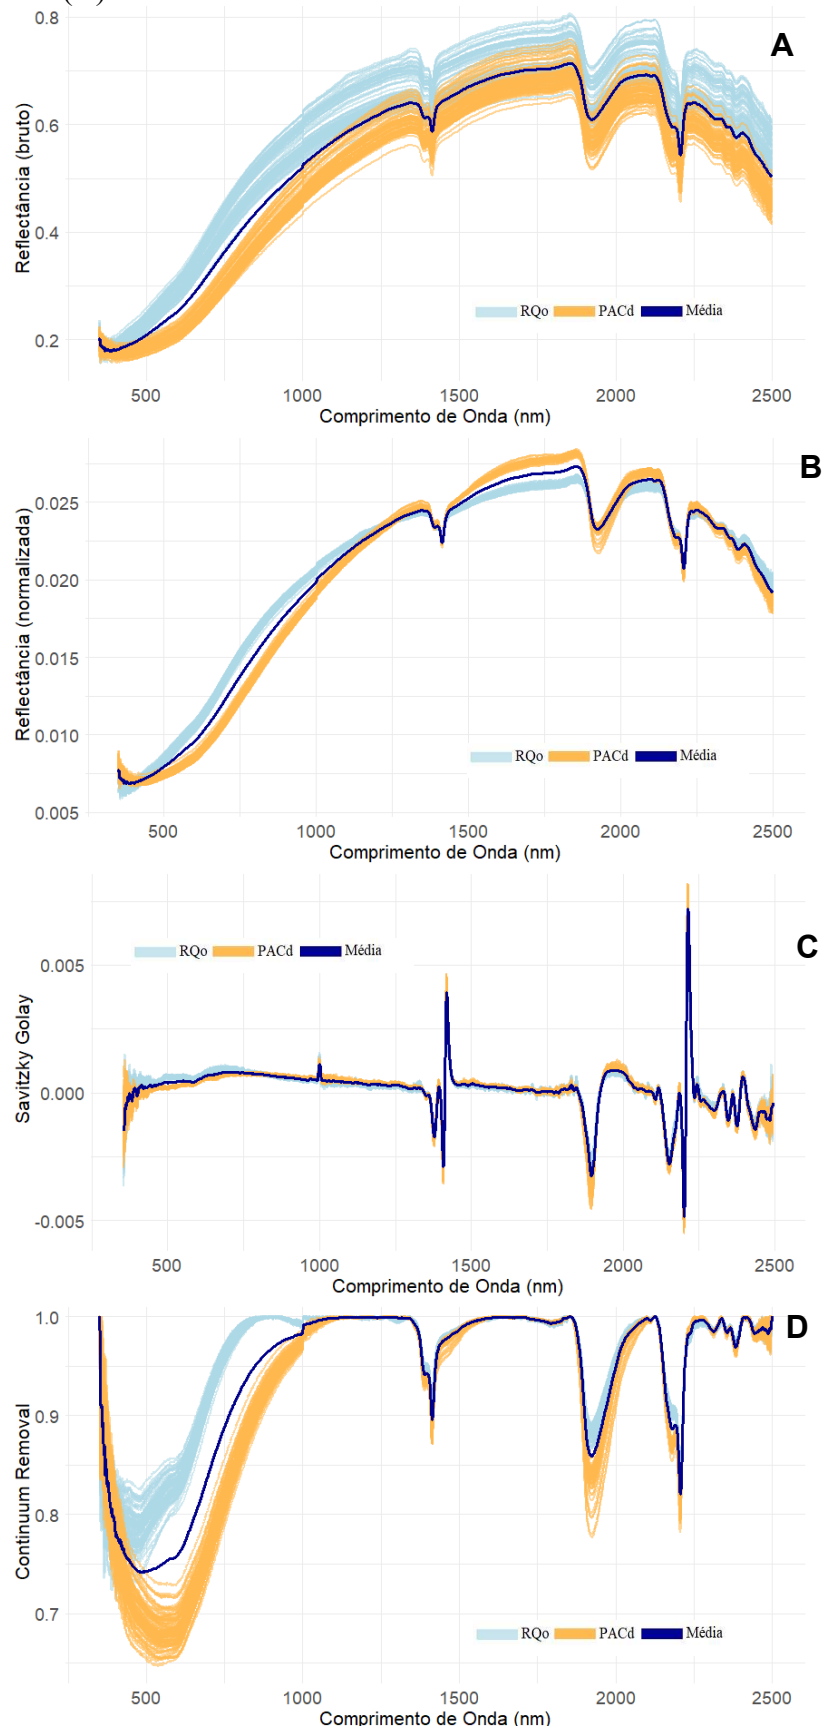 A
0.8
0.6
0.4
0.2
Reflectância (bruto)
RQo PACd Média
500 1000 1500 2000 2500
Comprimento de Onda (nm)
B
0.025
0.020
0.015
0.010
0.005
Reflectância (normalizada)
RQo PACd Média
500 1000 1500 2000 2500
Comprimento de Onda (nm)
C
RQo PACd Média
0.005
0.000
-0.005
Savitzky Golay
500 1000 1500 2000 2500
Comprimento de Onda (nm)
D
1.0
0.9
0.8
0.7
Continuum Removal
RQo PACd Média
500 1000 1500 2000 2500
Comprimento de Onda (nm)